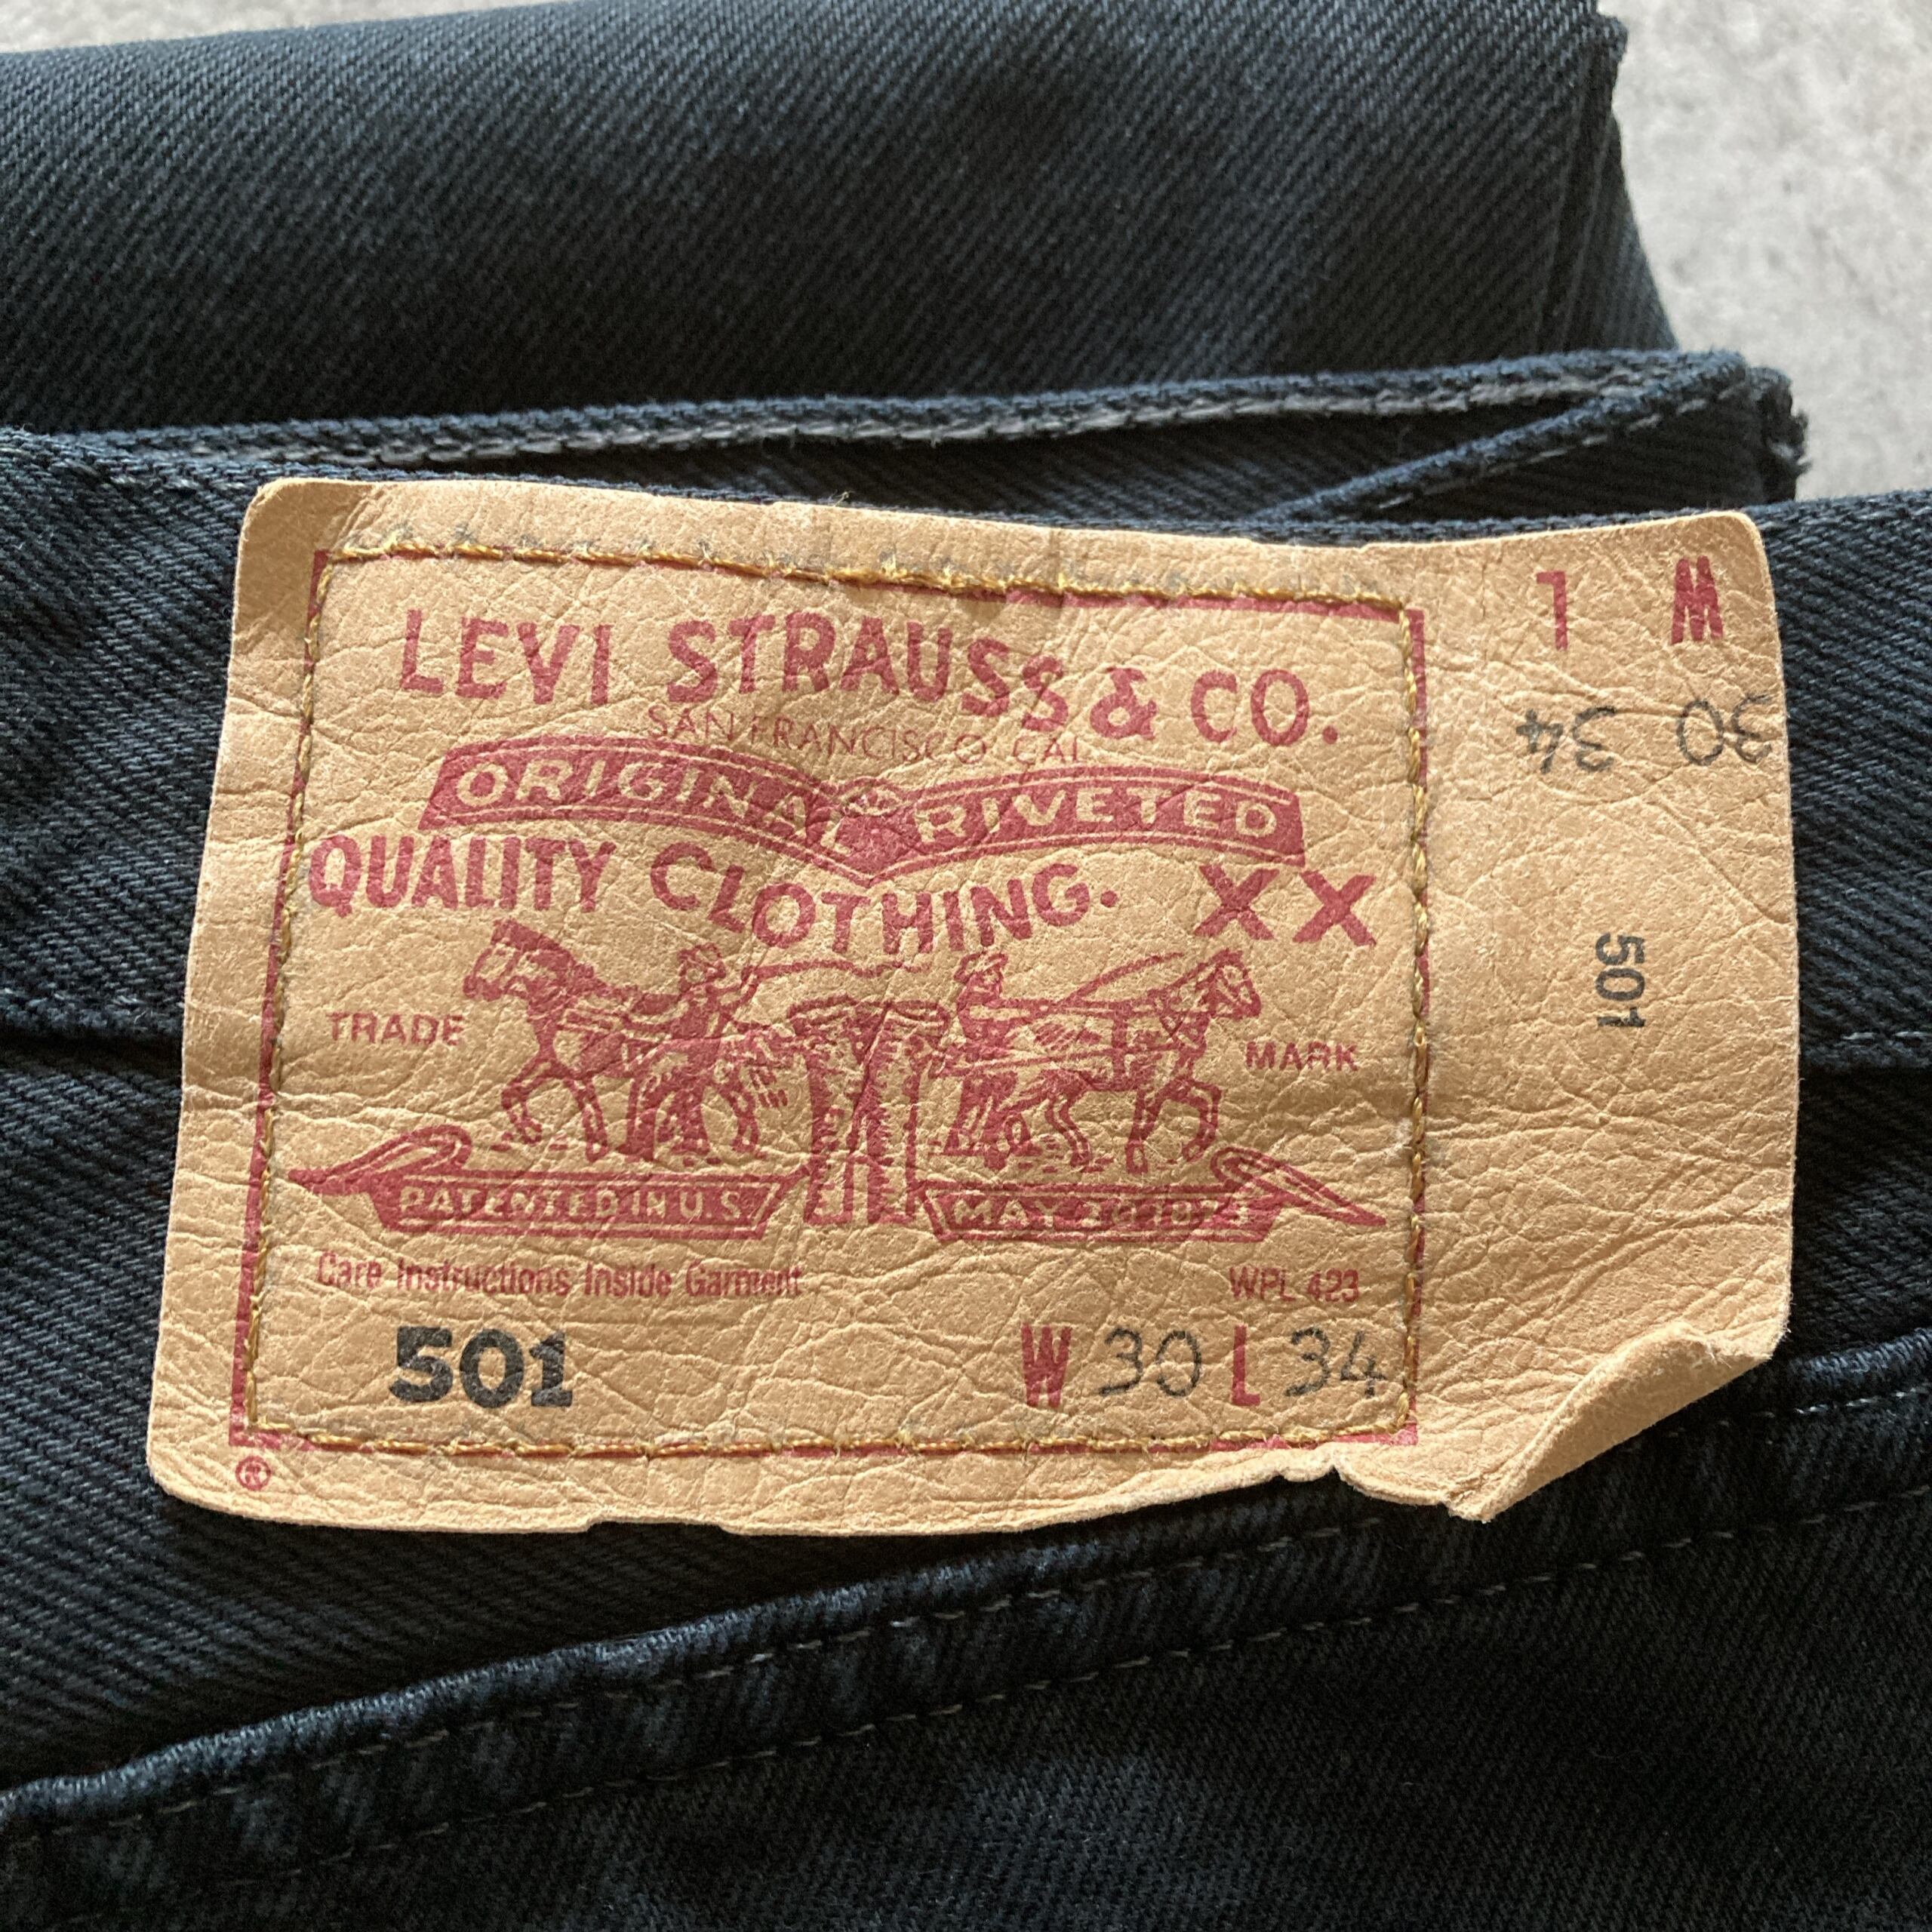 LEVI STRAUSS & CO.
SAN FRANCISCO CAL
ORIGINAL RIVETED
QUALITY CLOTHING. XX
TRADE MARK
PATENTED IN U.S. MAY 20 1873
Care Instructions Inside Garment WPL 423
501 W 30 L 34
®
W L
30 34
501